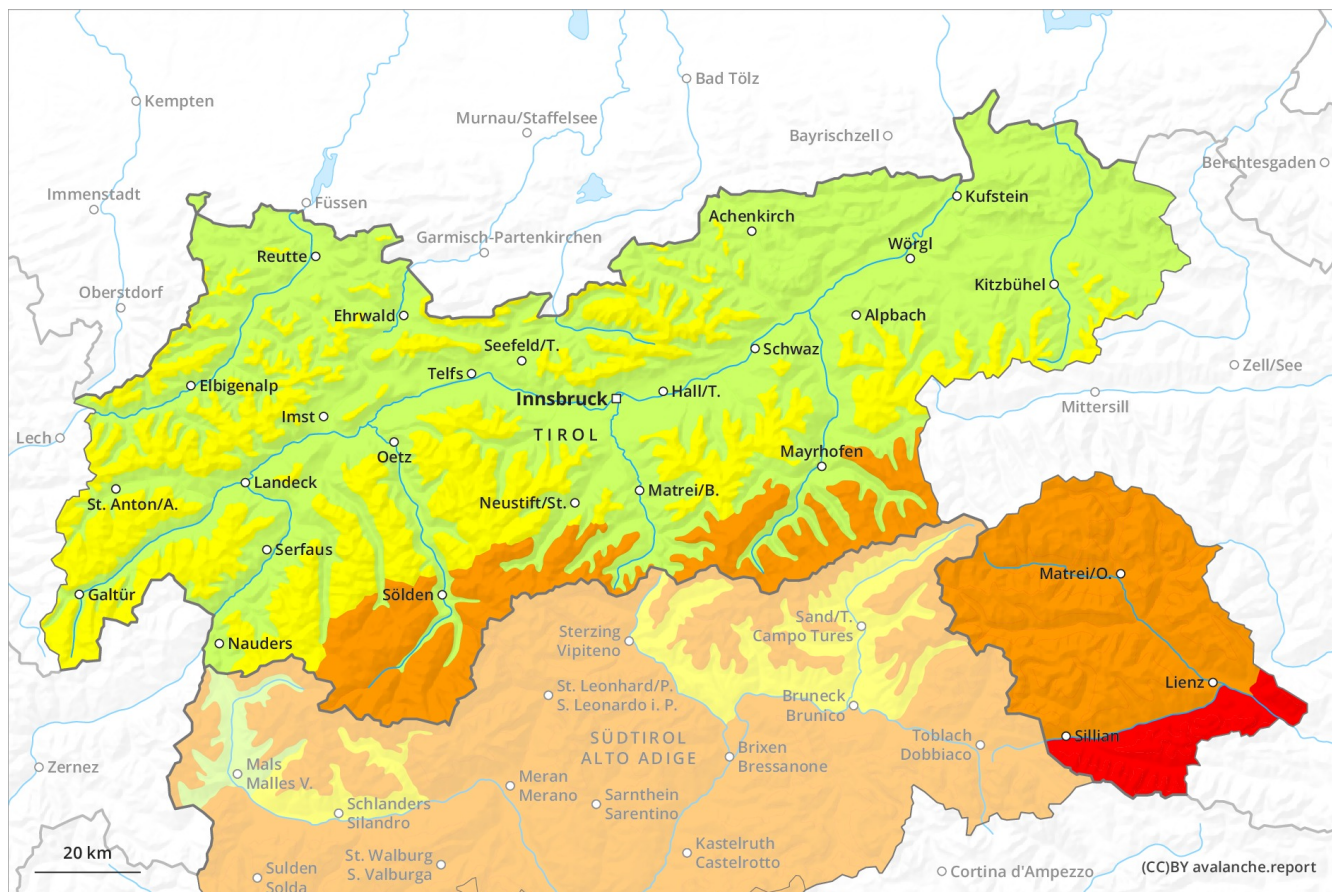 Bad Tölz
Kempten
Murnau/Staffelsee
Bayrischzell
Berchtesgaden
Immenstadt
Füssen
Kufstein
Achenkirch
Garmisch-Partenkirchen
Wörgl
Reutte
Oberstdorf
Kitzbühel
Ehrwald
Alpbach
Seefeld/T.
Schwaz
Zell/See
Telfs
Elbigenalp
Hall/T.
Innsbruck
Mittersill
Imst
Lech
TIROL
Oetz
Mayrhofen
Landeck
Matrei/B.
St. Anton/A.
Neustift/St.
Serfaus
Matrei/O.
Galtür
Sölden
Sand/T.
Campo Tures
Sterzing
Vipiteno
Nauders
Lienz
St. Leonhard/P.
S. Leonardo i. P.
Bruneck
Brunico
Sillian
SÜDTIROL
ALTO ADIGE
Toblach
Dobbiaco
Brixen
Bressanone
Zernez
Mals
Malles V.
Meran
Merano
Sarnthein
Sarentino
Schlanders
Silandro
Kastelruth
Castelrotto
20 km
St. Walburg
S. Valburga
Sulden
Solda
Cortina d'Ampezzo
(CC)BY avalanche.report